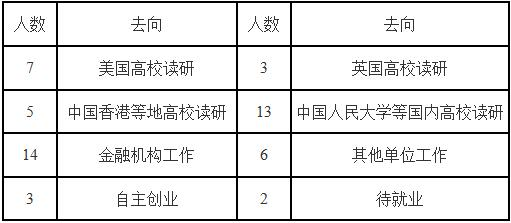 人数 去向 人数 去向
7 美国高校读研 3 英国高校读研
5 中国香港等地高校读研 13 中国人民大学等国内高校读研
14 金融机构工作 6 其他单位工作
3 自主创业 2 待就业